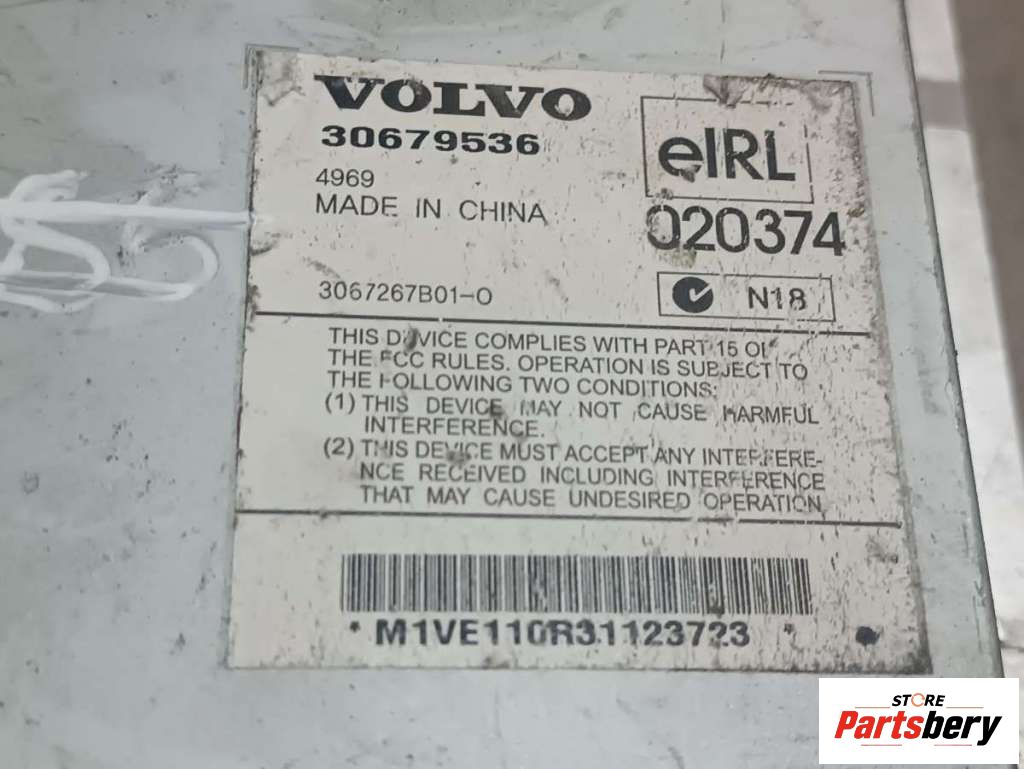 VOLVO
30679536
4969
MADE IN CHINA
3067267B01-O
eIRL
020374
N18
THIS DEVICE COMPLIES WITH PART 15 OF
THE FCC RULES. OPERATION IS SUBJECT TO
THE FOLLOWING TWO CONDITIONS:
(1) THIS DEVICE MAY NOT CAUSE HARMFUL
INTERFERENCE.
(2) THIS DEVICE MUST ACCEPT ANY INTERFERE-
NCE RECEIVED INCLUDING INTERFERENCE
THAT MAY CAUSE UNDESIRED OPERATION.
* M1VE110R31123723 *
STORE
Partsbery